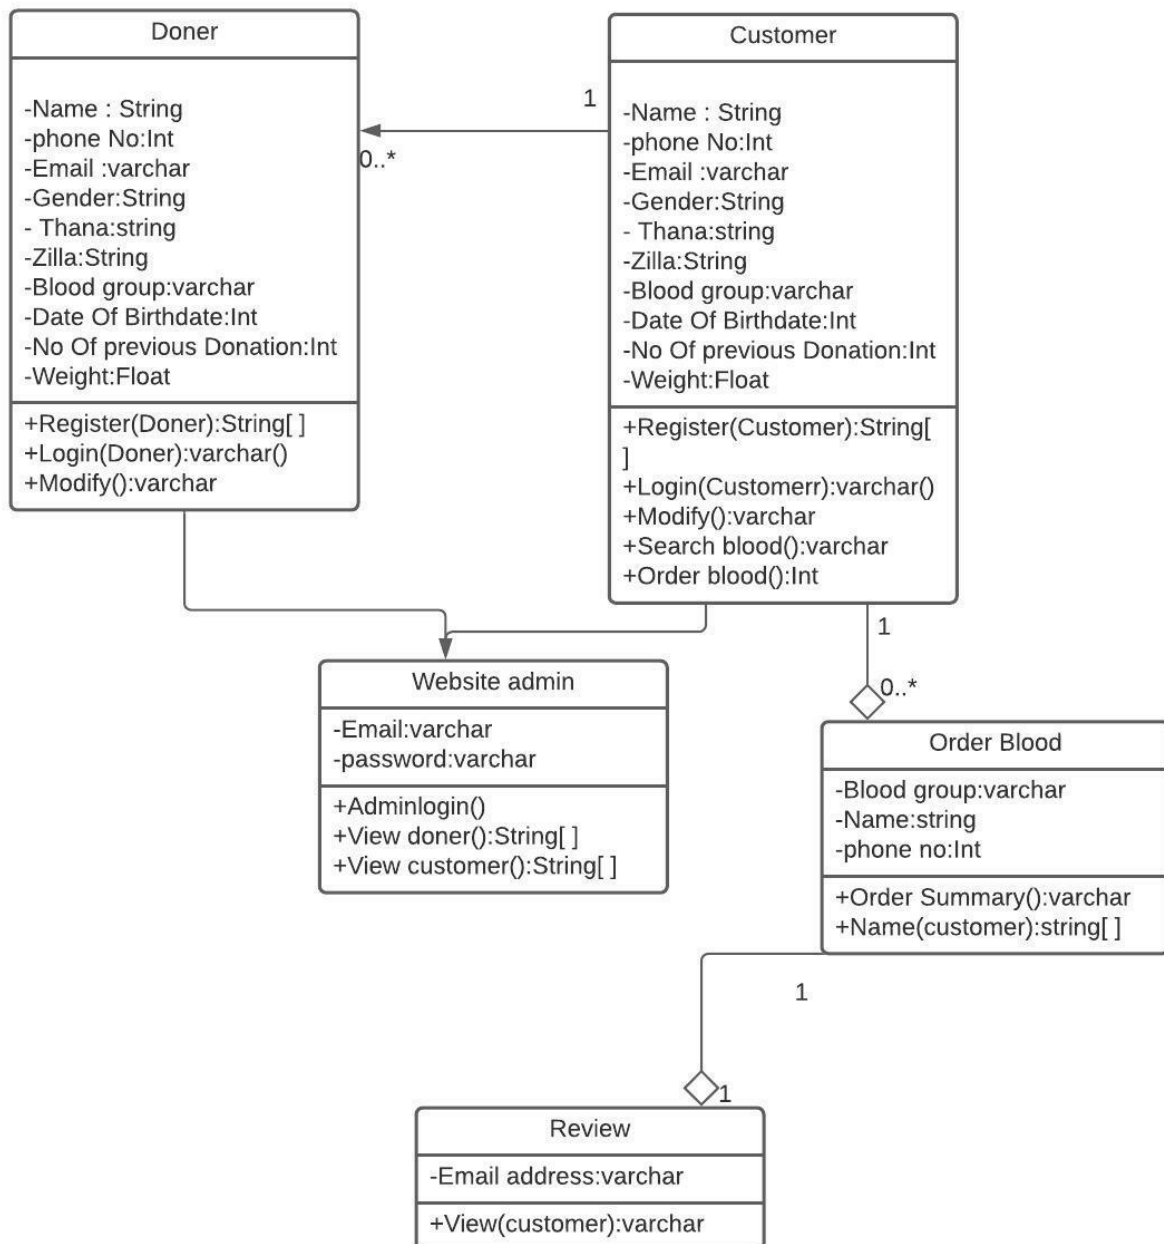 Doner
-Name : String
-phone No:Int
-Email :varchar
-Gender:String
- Thana:string
-Zilla:String
-Blood group:varchar
-Date Of Birthdate:Int
-No Of previous Donation:Int
-Weight:Float
+Register(Doner):String[ ]
+Login(Doner):varchar()
+Modify():varchar
1
0..*
Customer
-Name : String
-phone No:Int
-Email :varchar
-Gender:String
- Thana:string
-Zilla:String
-Blood group:varchar
-Date Of Birthdate:Int
-No Of previous Donation:Int
-Weight:Float
+Register(Customer):String[
]
+Login(Customerr):varchar()
+Modify():varchar
+Search blood():varchar
+Order blood():Int
1
0..*
Website admin
-Email:varchar
-password:varchar
+Adminlogin()
+View doner():String[ ]
+View customer():String[ ]
Order Blood
-Blood group:varchar
-Name:string
-phone no:Int
+Order Summary():varchar
+Name(customer):string[ ]
1
1
Review
-Email address:varchar
+View(customer):varchar